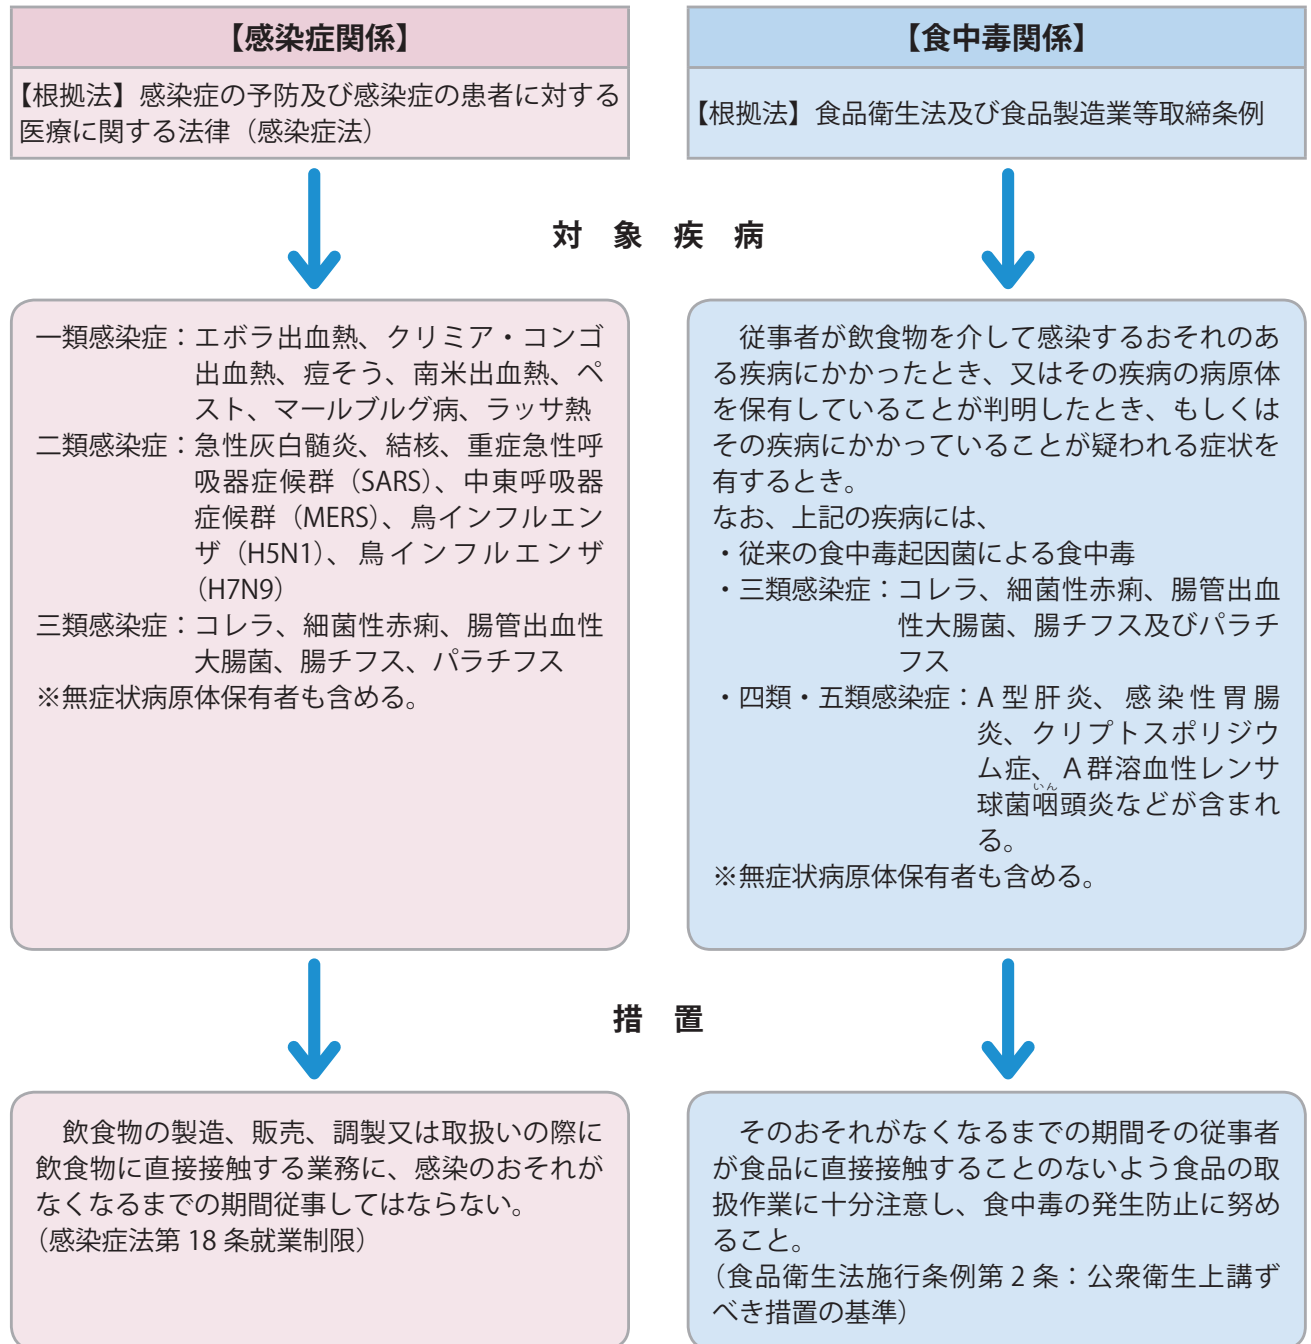 【感染症関係】
【根拠法】感染症の予防及び感染症の患者に対する
医療に関する法律（感染症法）
【食中毒関係】
【根拠法】食品衛生法及び食品製造業等取締条例
対 象 疾 病
一類感染症：エボラ出血熱、クリミア・コンゴ
出血熱、痘そう、南米出血熱、ペ
スト、マールブルグ病、ラッサ熱
二類感染症：急性灰白髄炎、結核、重症急性呼
吸器症候群（SARS）、中東呼吸器
症候群（MERS）、鳥インフルエン
ザ（H5N1）、鳥インフルエンザ
(H7N9）
三類感染症：コレラ、細菌性赤痢、腸管出血性
大腸菌、腸チフス、パラチフス
※無症状病原体保有者も含める。
従事者が飲食物を介して感染するおそれのあ
る疾病にかかったとき、又はその疾病の病原体
を保有していることが判明したとき、もしくは
その疾病にかかっていることが疑われる症状を
有するとき。
なお、上記の疾病には、
・従来の食中毒起因菌による食中毒
・三類感染症：コレラ、細菌性赤痢、腸管出血
性大腸菌、腸チフス及びパラチ
フス
・四類・五類感染症：A型肝炎、感染性胃腸
炎、クリプトスポリジウ
ム症、Ａ群溶血性レンサ
いん
球菌咽頭炎などが含まれ
る。
※無症状病原体保有者も含める。
措 置
飲食物の製造、販売、調製又は取扱いの際に
飲食物に直接接触する業務に、感染のおそれが
なくなるまでの期間従事してはならない。
（感染症法第 18 条就業制限）
そのおそれがなくなるまでの期間その従事者
が食品に直接接触することのないよう食品の取
扱作業に十分注意し、食中毒の発生防止に努め
ること。
（食品衛生法施行条例第 2 条：公衆衛生上講ず
べき措置の基準）